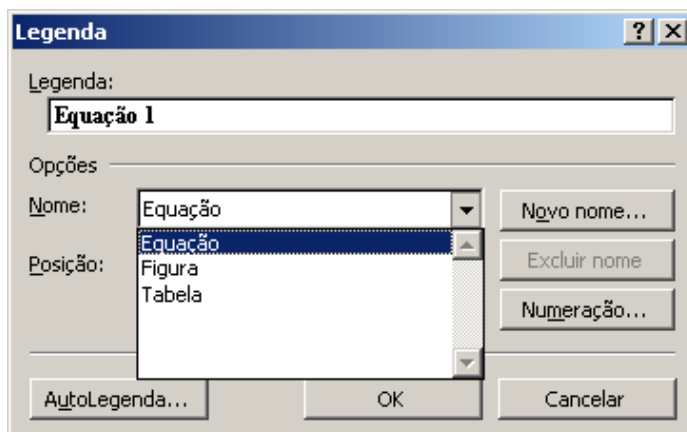 Legenda
Legenda:
Equação 1
Opções
Nome:
Equação
Novo nome...
Equação
Figura
Tabela
Posição:
Excluir nome
Numeração...
AutoLegenda...
OK
Cancelar